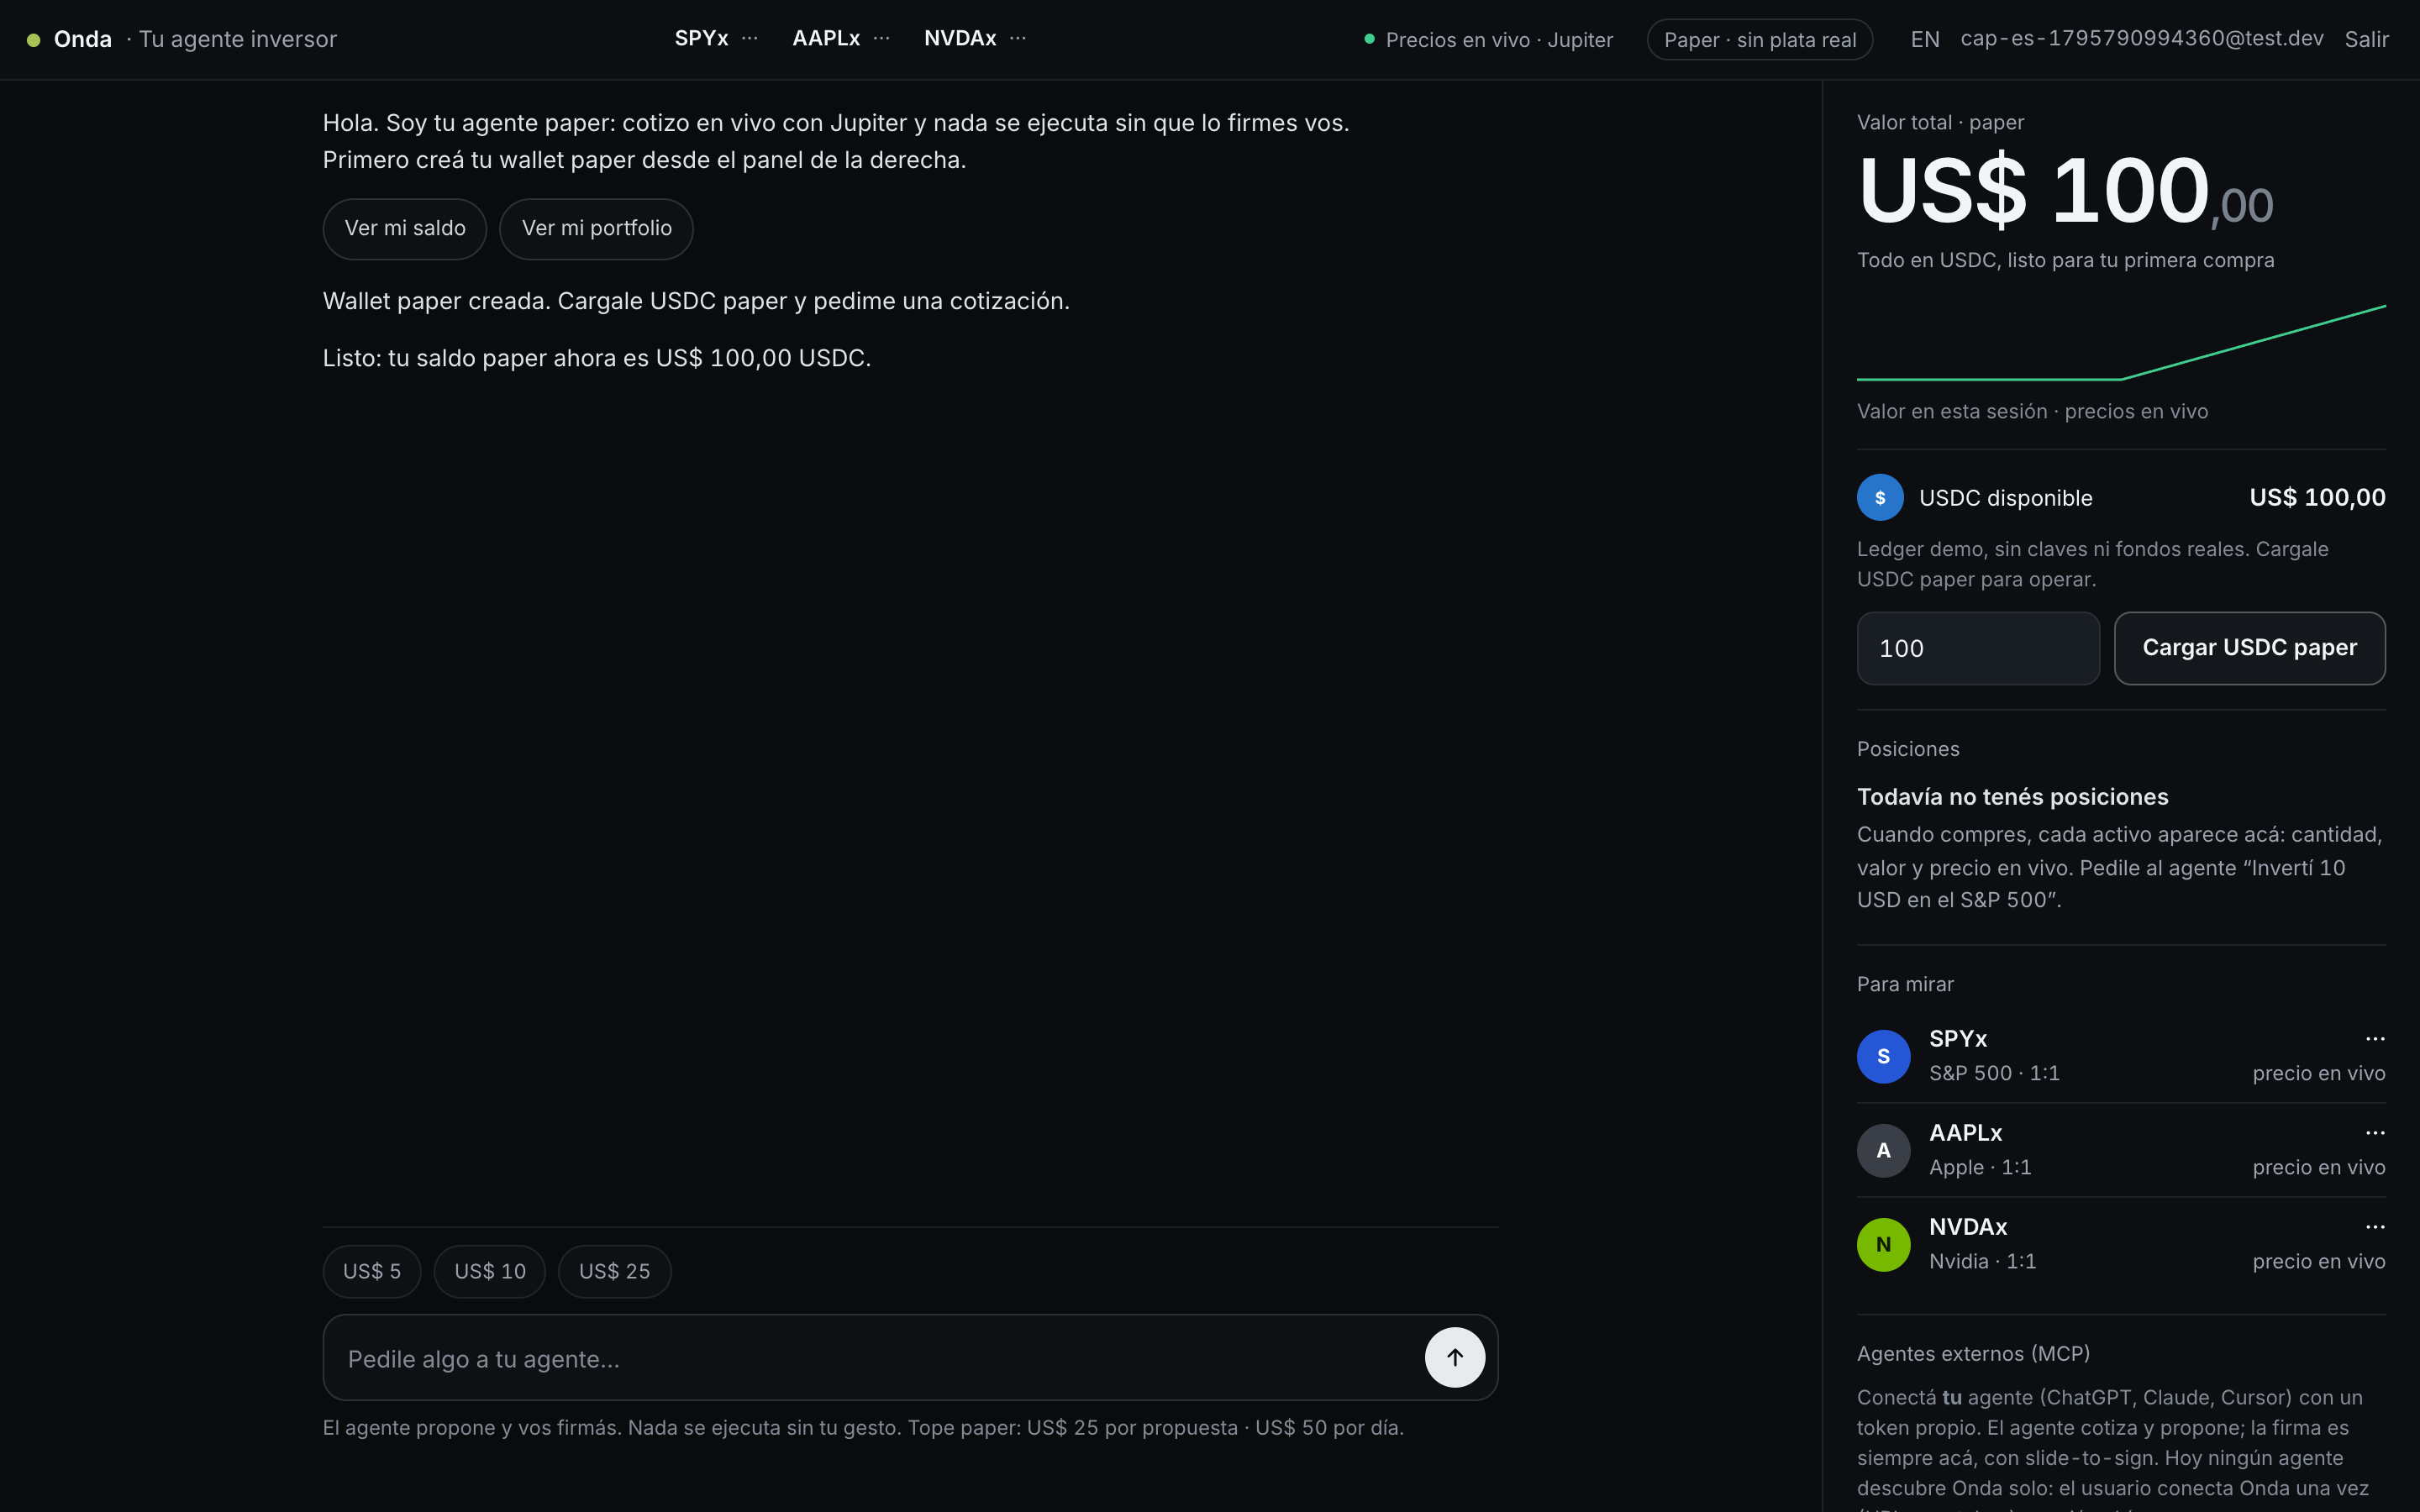 Onda · Tu agente inversor
SPYx ··· AAPLx ··· NVDAx ···
Precios en vivo · Jupiter
Paper · sin plata real
EN cap-es-1795790994360@test.dev Salir
Hola. Soy tu agente paper: cotizo en vivo con Jupiter y nada se ejecuta sin que lo firmes vos.
Primero creá tu wallet paper desde el panel de la derecha.
Ver mi saldo
Ver mi portfolio
Wallet paper creada. Cargale USDC paper y pedime una cotización.
Listo: tu saldo paper ahora es US$ 100,00 USDC.
US$ 5
US$ 10
US$ 25
Pedile algo a tu agente...
El agente propone y vos firmás. Nada se ejecuta sin tu gesto. Tope paper: US$ 25 por propuesta · US$ 50 por día.
Valor total · paper
US$ 100,00
Todo en USDC, listo para tu primera compra
Valor en esta sesión · precios en vivo
$ USDC disponible US$ 100,00
Ledger demo, sin claves ni fondos reales. Cargale
USDC paper para operar.
100
Cargar USDC paper
Posiciones
Todavía no tenés posiciones
Cuando compres, cada activo aparece acá: cantidad,
valor y precio en vivo. Pedile al agente “Invertí 10
USD en el S&P 500”.
Para mirar
S SPYx ···
S&P 500 · 1:1 precio en vivo
A AAPLx ···
Apple · 1:1 precio en vivo
N NVDAx ···
Nvidia · 1:1 precio en vivo
Agentes externos (MCP)
Conectá tu agente (ChatGPT, Claude, Cursor) con un
token propio. El agente cotiza y propone; la firma es
siempre acá, con slide-to-sign. Hoy ningún agente
descubre Onda solo: el usuario conecta Onda una vez